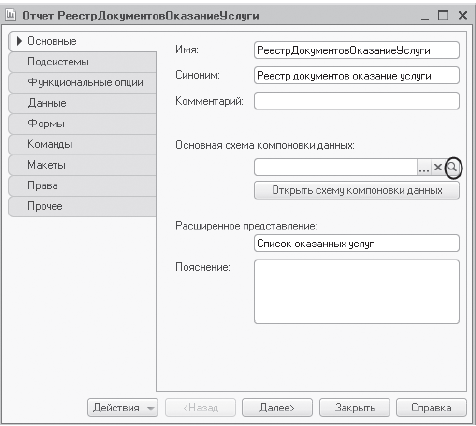 Отчет РеестрДокументовОказаниеУслуги
Основные
Подсистемы
Функциональные опции
Данные
Формы
Команды
Макеты
Права
Прочее
Имя: РеестрДокументовОказаниеУслуги
Синоним: Реестр документов оказание услуги
Комментарий:
Основная схема компоновки данных:
...
Открыть схему компоновки данных
Расширенное представление:
Список оказанных услуг
Пояснение:
Действия <Назад Далее> Закрыть Справка